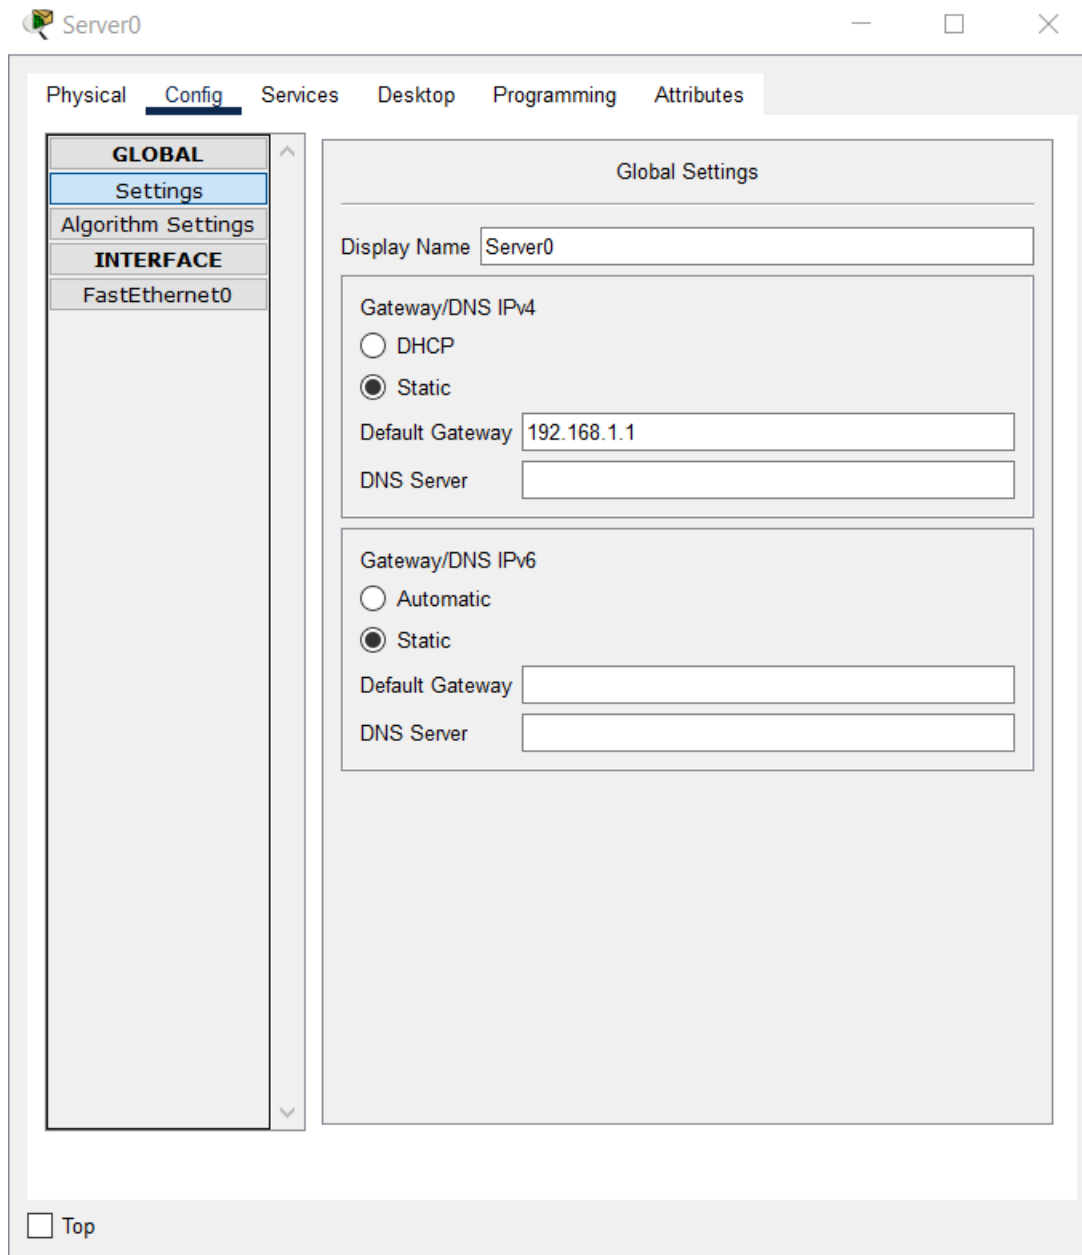 Server0
Physical Config Services Desktop Programming Attributes
GLOBAL
Settings
Algorithm Settings
INTERFACE
FastEthernet0
Global Settings
Display Name Server0
Gateway/DNS IPv4
DHCP
Static
Default Gateway 192.168.1.1
DNS Server
Gateway/DNS IPv6
Automatic
Static
Default Gateway
DNS Server
Top